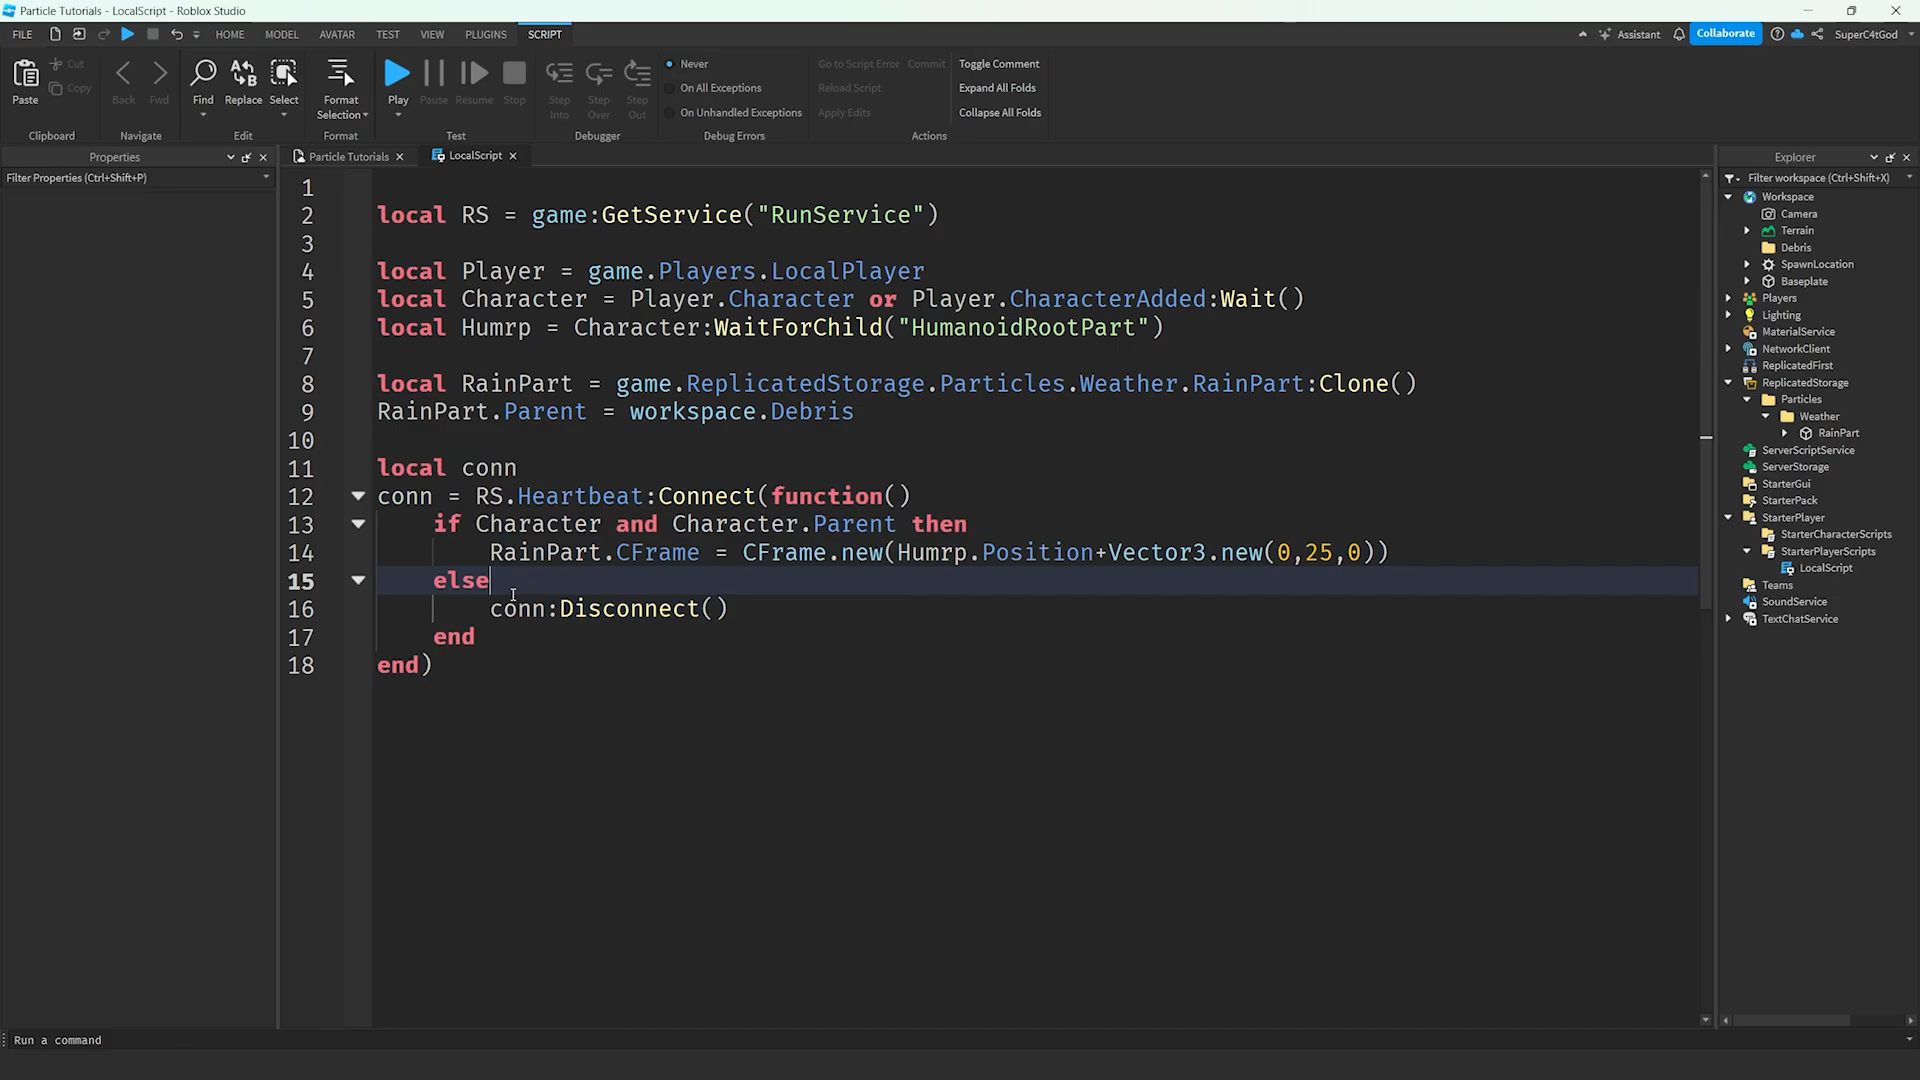 Particle Tutorials - LocalScript - Roblox Studio
FILE HOME MODEL AVATAR TEST VIEW PLUGINS SCRIPT Assistant Collaborate SuperC4tGod
Paste Cut Copy Back Fwd Find Replace Select Format Selection Play Pause Resume Stop Step Into Step Over Step Out
Never
On All Exceptions
On Unhandled Exceptions
Go to Script Error Commit
Reload Script
Apply Edits
Toggle Comment
Expand All Folds
Collapse All Folds
Clipboard Navigate Edit Format Test Debugger Debug Errors Actions
Properties
Filter Properties (Ctrl+Shift+P)
Particle Tutorials LocalScript
1
2 local RS = game:GetService("RunService")
3
4 local Player = game.Players.LocalPlayer
5 local Character = Player.Character or Player.CharacterAdded:Wait()
6 local Humrp = Character:WaitForChild("HumanoidRootPart")
7
8 local RainPart = game.ReplicatedStorage.Particles.Weather.RainPart:Clone()
9 RainPart.Parent = workspace.Debris
10
11 local conn
12 conn = RS.Heartbeat:Connect(function()
13 if Character and Character.Parent then
14 RainPart.CFrame = CFrame.new(Humrp.Position+Vector3.new(0,25,0))
15 else
16 conn:Disconnect()
17 end
18 end)
Explorer
Filter workspace (Ctrl+Shift+X)
Workspace
Camera
Terrain
Debris
SpawnLocation
Baseplate
Players
Lighting
MaterialService
NetworkClient
ReplicatedFirst
ReplicatedStorage
Particles
Weather
RainPart
ServerScriptService
ServerStorage
StarterGui
StarterPack
StarterPlayer
StarterCharacterScripts
StarterPlayerScripts
LocalScript
Teams
SoundService
TextChatService
Run a command